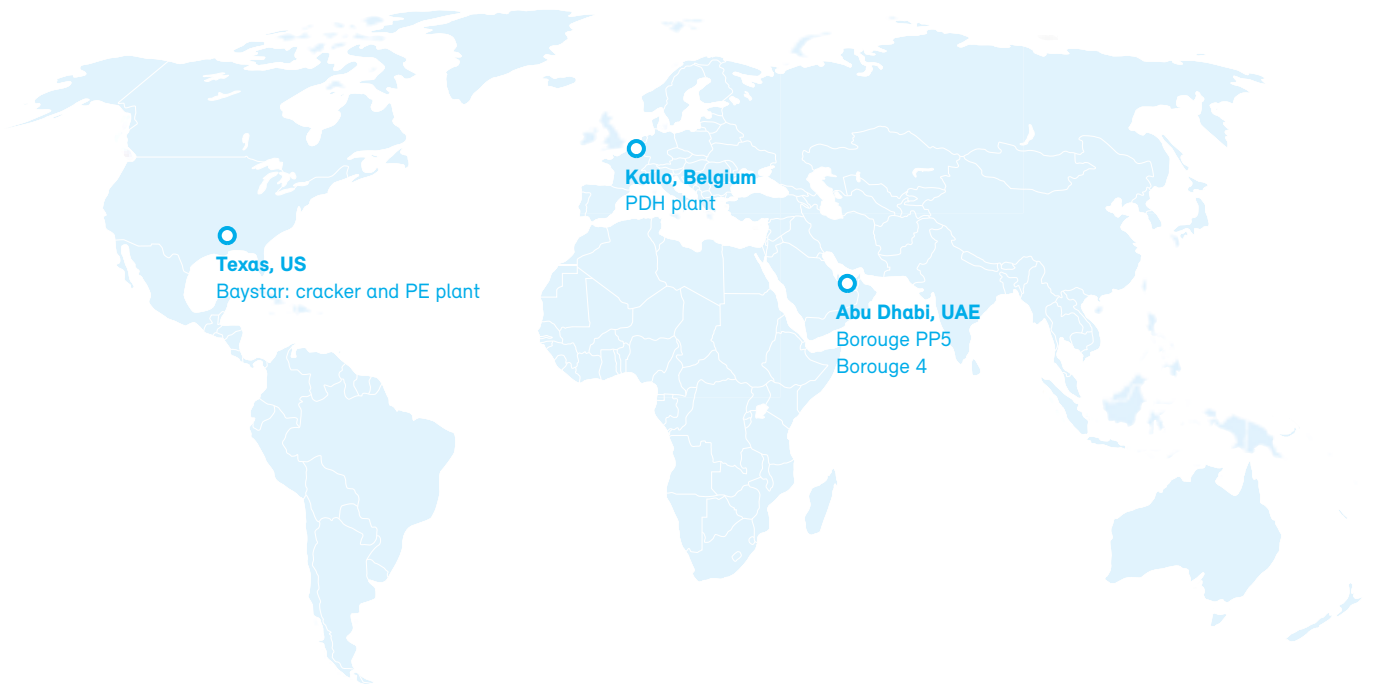 Kallo, Belgium
PDH plant
Texas, US
Baystar: cracker and PE plant
Abu Dhabi, UAE
Borouge PP5
Borouge 4